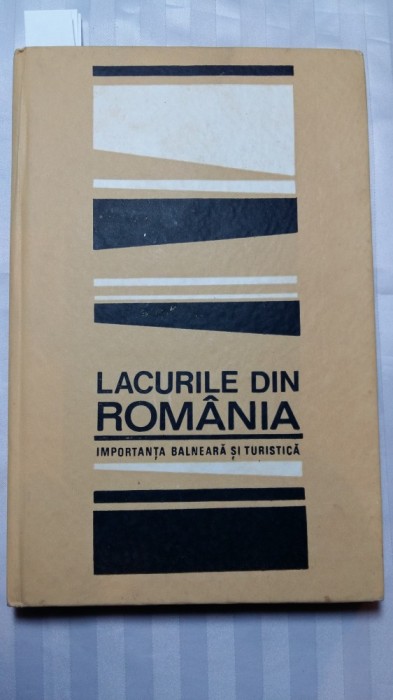 LACURILE DIN
ROMÂNIA
IMPORTANȚA BALNEARĂ ȘI TURISTICĂ